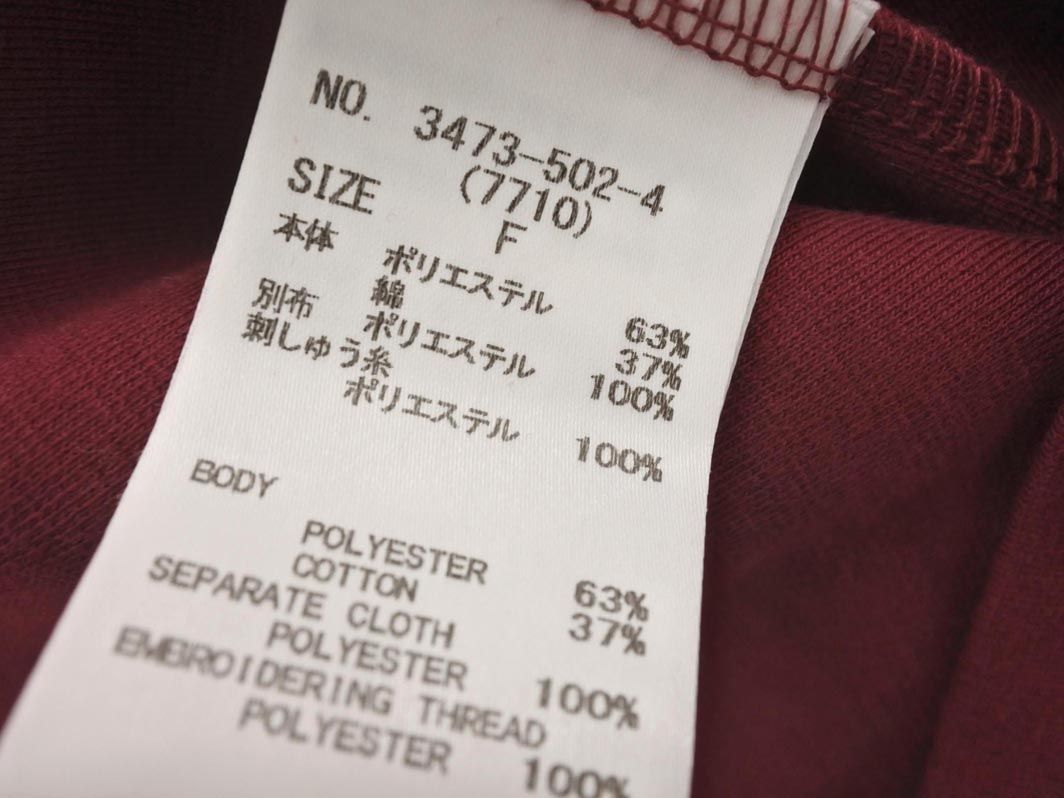 NO. 3473-502-4
(7710)
SIZE F
本体 ポリエステル 63%
綿 37%
別布 ポリエステル 100%
刺しゅう糸
ポリエステル 100%
BODY
POLYESTER 63%
COTTON 37%
SEPARATE CLOTH
POLYESTER 100%
EMBROIDERING THREAD
POLYESTER 100%